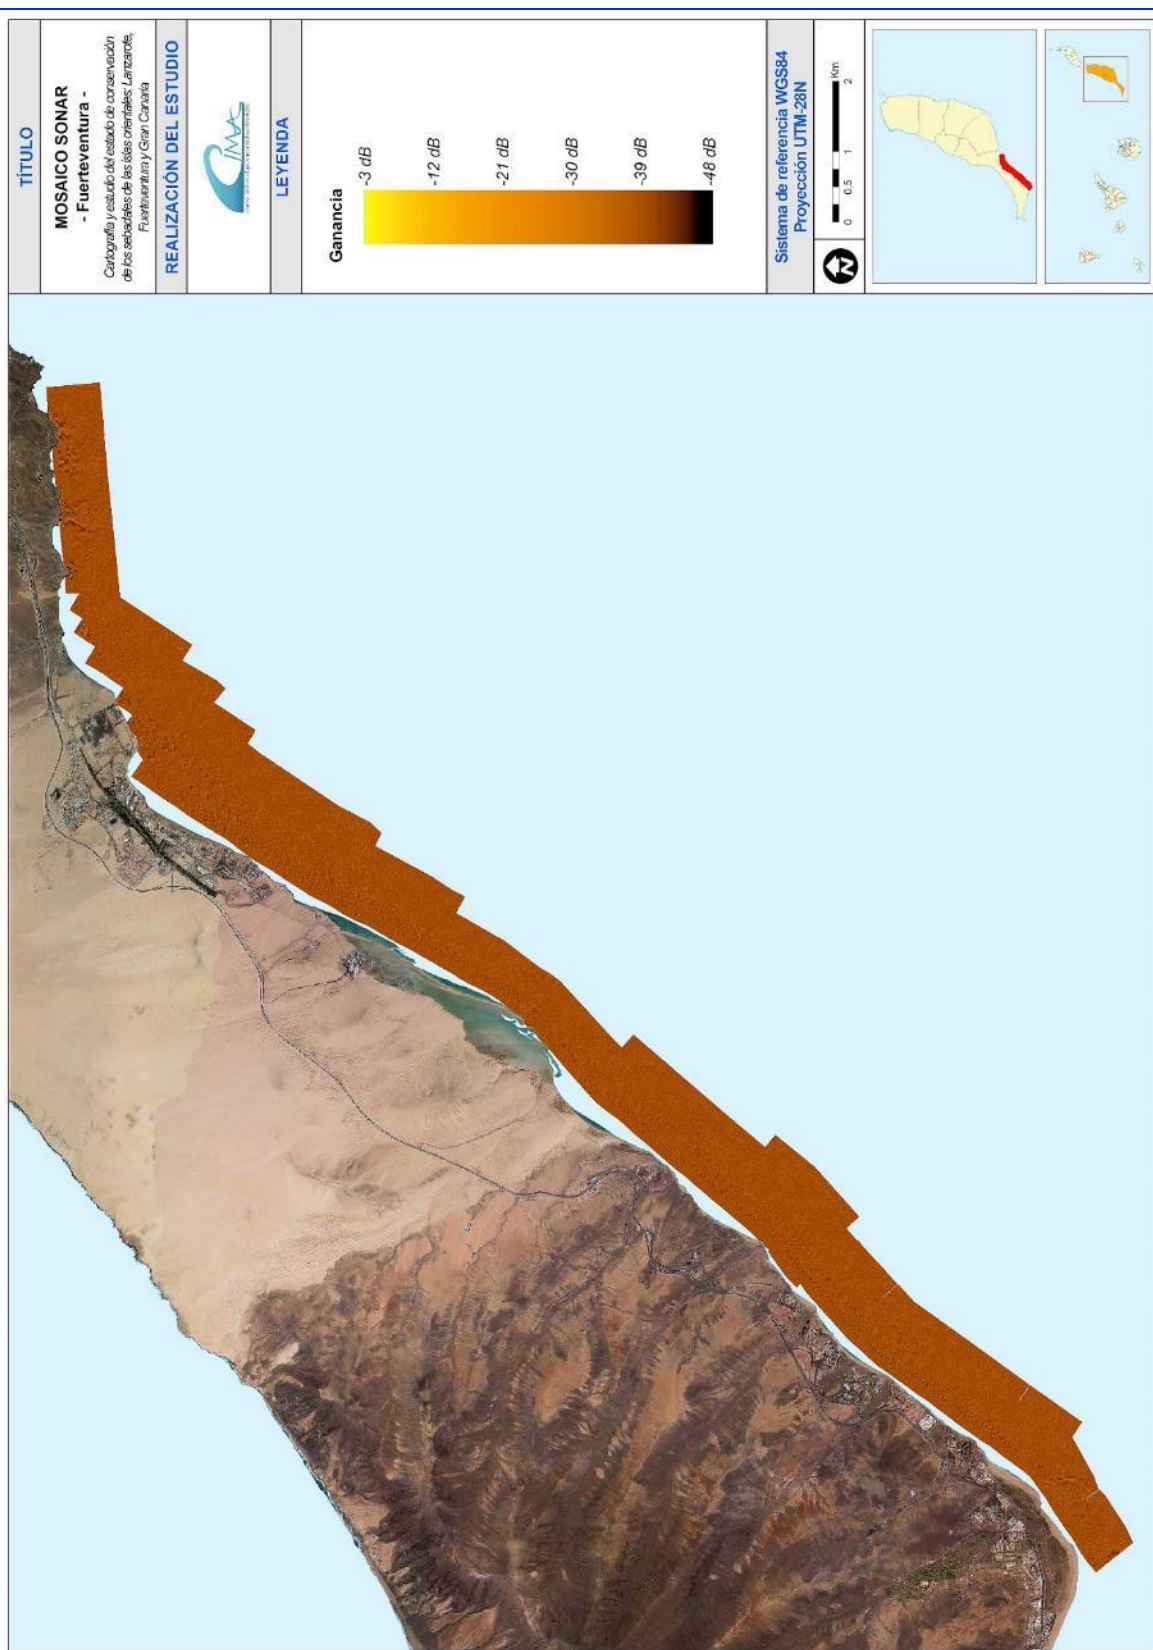 TÍTULO
MOSAICO SONAR
- Fuerteventura -
Cartografía y estudio del estado de conservación
de los sebadales de las islas orientales: Lanzarote,
Fuerteventura y Gran Canaria
REALIZACIÓN DEL ESTUDIO
CIMA
LEYENDA
Ganancia
-3 dB
-12 dB
-21 dB
-30 dB
-39 dB
-48 dB
Sistema de referencia WGS84
Proyección UTM-28N
N
0 0.5 1 2
Km